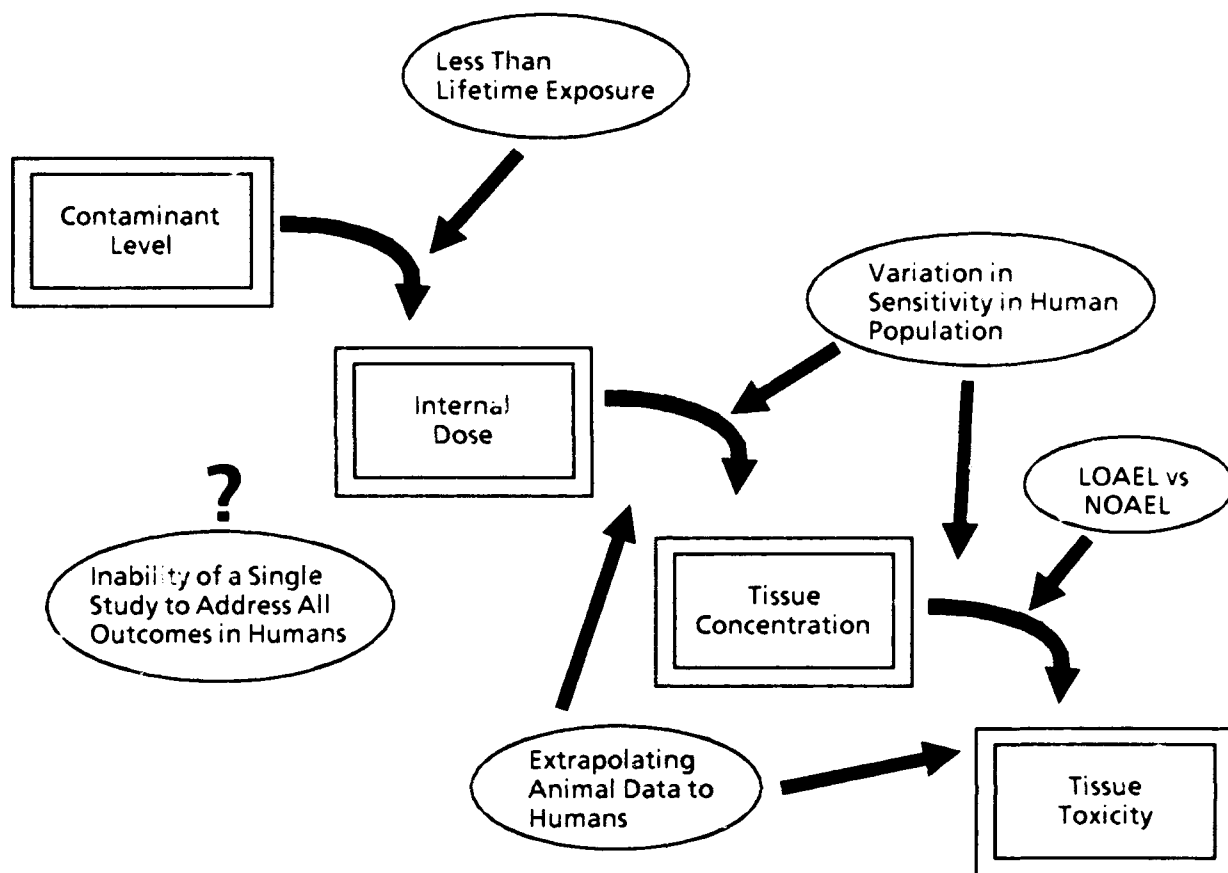 Less Than
Lifetime Exposure
Contaminant
Level
Variation in
Sensitivity in Human
Population
Internal
Dose
LOAEL vs
NOAEL
?
Inability of a Single
Study to Address All
Outcomes in Humans
Tissue
Concentration
Extrapolating
Animal Data to
Humans
Tissue
Toxicity